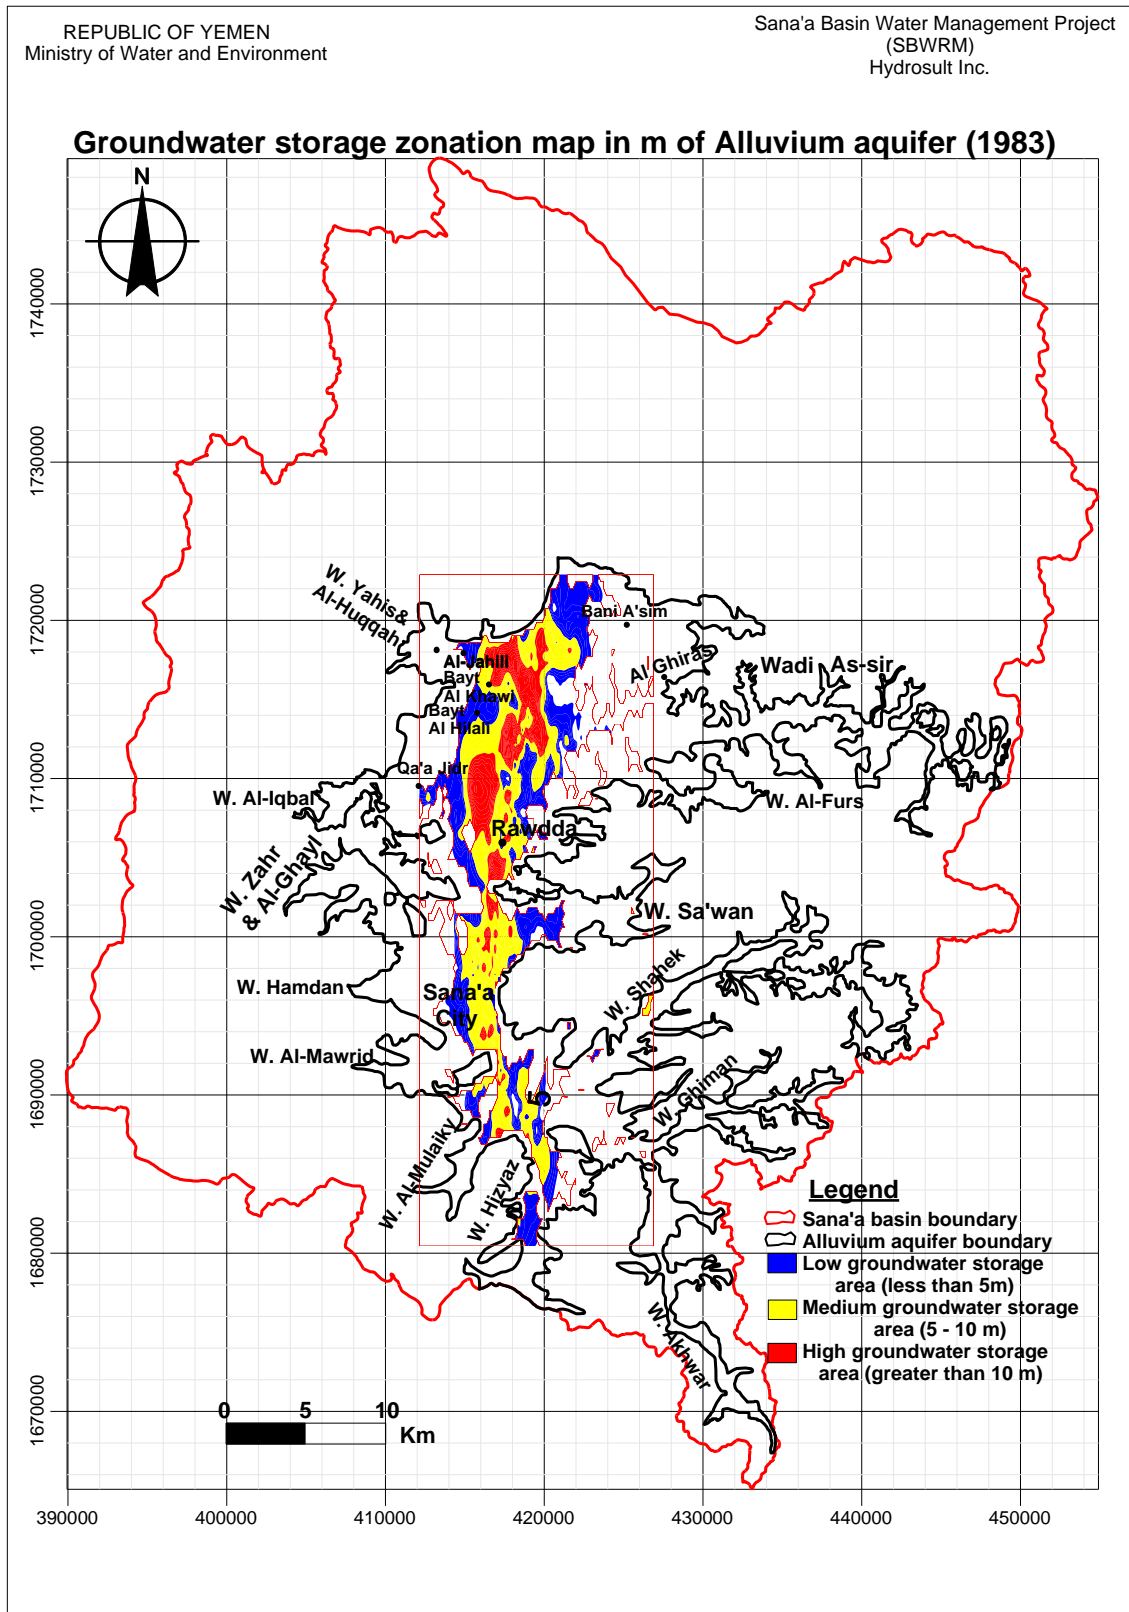 REPUBLIC OF YEMEN
Ministry of Water and Environment
Sana'a Basin Water Management Project
(SBWRM)
Hydrosult Inc.
Groundwater storage zonation map in m of Alluvium aquifer (1983)
N
1740000
1730000
1720000
1710000
1700000
1690000
1680000
1670000
W. Yahis&
Al-Huqqah
Bani A'sim
Al-Jahili
Bayt
Al Khawi
Bayt
Al Hilali
Al Ghiras
Wadi As-sir
Qa'a Jidr
W. Al-Iqbal
W. Al-Furs
Rawdda
W. Zahr
& Al-Ghayl
W. Sa'wan
W. Hamdan
Sana'a
City
W. Shahek
W. Al-Mawrid
W. Ghiman
W. Al-Mulaiky
W. Hizyaz
W. Akhwar
Legend
Sana'a basin boundary
Alluvium aquifer boundary
Low groundwater storage
area (less than 5m)
Medium groundwater storage
area (5 - 10 m)
High groundwater storage
area (greater than 10 m)
0 5 10
Km
390000 400000 410000 420000 430000 440000 450000